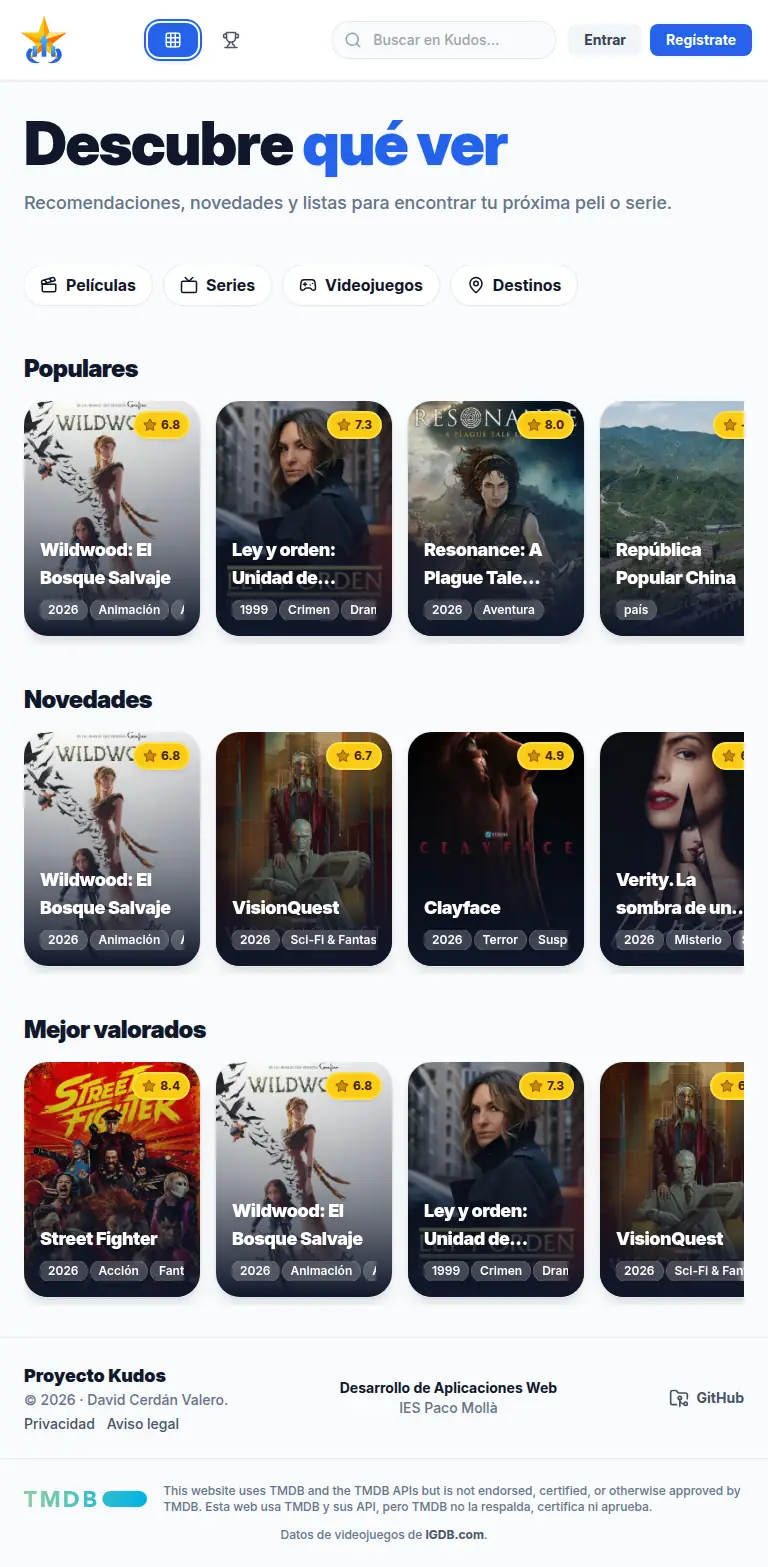 Buscar en Kudos...
Entrar
Regístrate
Descubre qué ver
Recomendaciones, novedades y listas para encontrar tu próxima peli o serie.
Películas
Series
Videojuegos
Destinos
Populares
6.8
Wildwood: El
Bosque Salvaje
2026 Animación
7.3
Ley y orden:
Unidad de...
1999 Crimen Dram
RESONANCE
8.0
A PLAGUE TALE
Resonance: A
Plague Tale...
2026 Aventura
República
Popular China
país
Novedades
6.8
Wildwood: El
Bosque Salvaje
2026 Animación
6.7
VisionQuest
2026 Sci-Fi & Fantas
4.9
CLAYFACE
Clayface
2026 Terror Susp
Verity. La
sombra de un...
2026 Misterio
Mejor valorados
STREET
FIGHTER
8.4
Street Fighter
2026 Acción Fant
6.8
Wildwood: El
Bosque Salvaje
2026 Animación
7.3
Ley y orden:
Unidad de...
1999 Crimen Dram
VisionQuest
2026 Sci-Fi & Fan
Proyecto Kudos
© 2026 · David Cerdán Valero.
Privacidad Aviso legal
Desarrollo de Aplicaciones Web
IES Paco Mollà
GitHub
TMDB
This website uses TMDB and the TMDB APIs but is not endorsed, certified, or otherwise approved by
TMDB. Esta web usa TMDB y sus API, pero TMDB no la respalda, certifica ni aprueba.
Datos de videojuegos de IGDB.com.